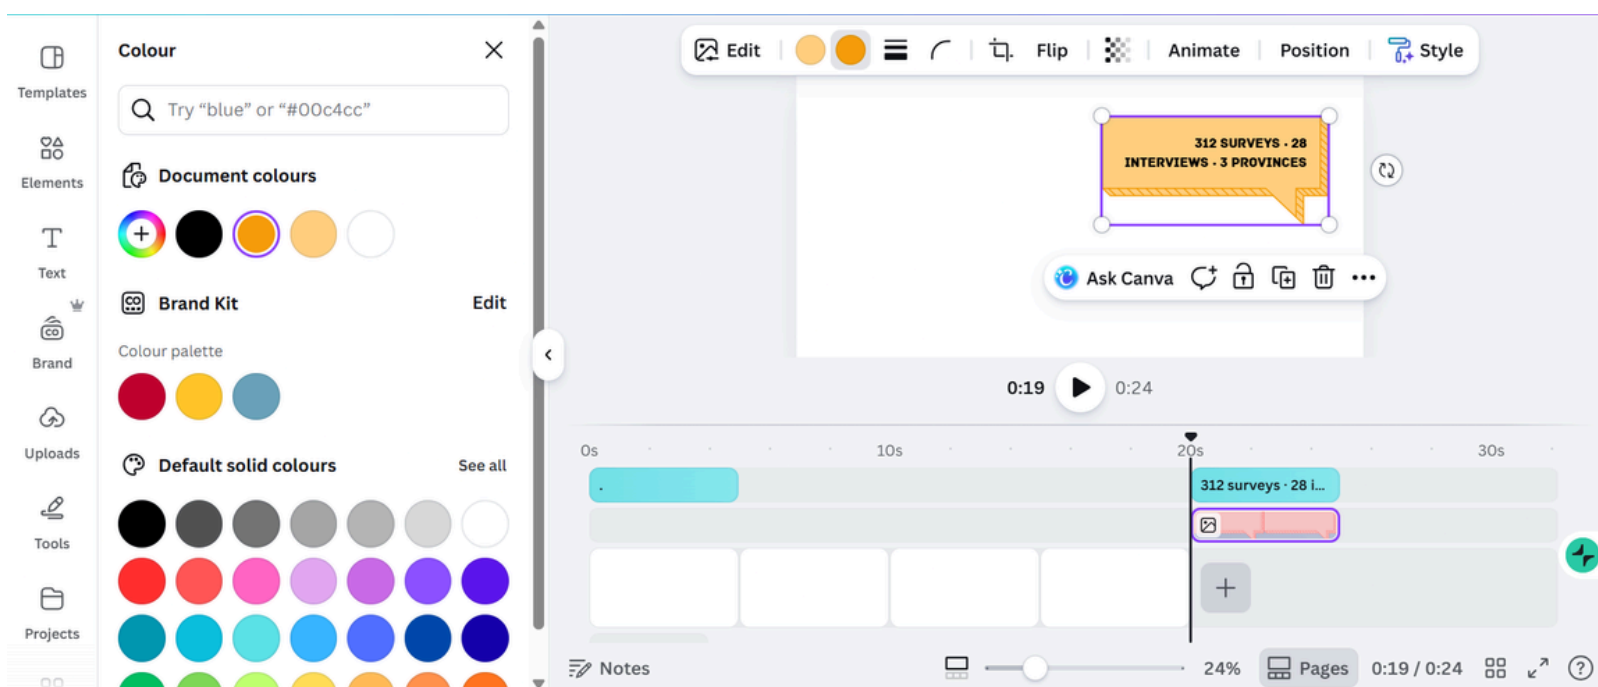 Templates
Elements
Text
Brand
Uploads
Tools
Projects
Colour
Try “blue” or “#00c4cc”
Document colours
Brand Kit
Edit
Colour palette
Default solid colours
See all
Edit
Flip
Animate
Position
Style
312 SURVEYS · 28
INTERVIEWS · 3 PROVINCES
Ask Canva
0:19
0:24
0s
10s
20s
30s
.
312 surveys · 28 i...
Notes
24%
Pages
0:19 / 0:24